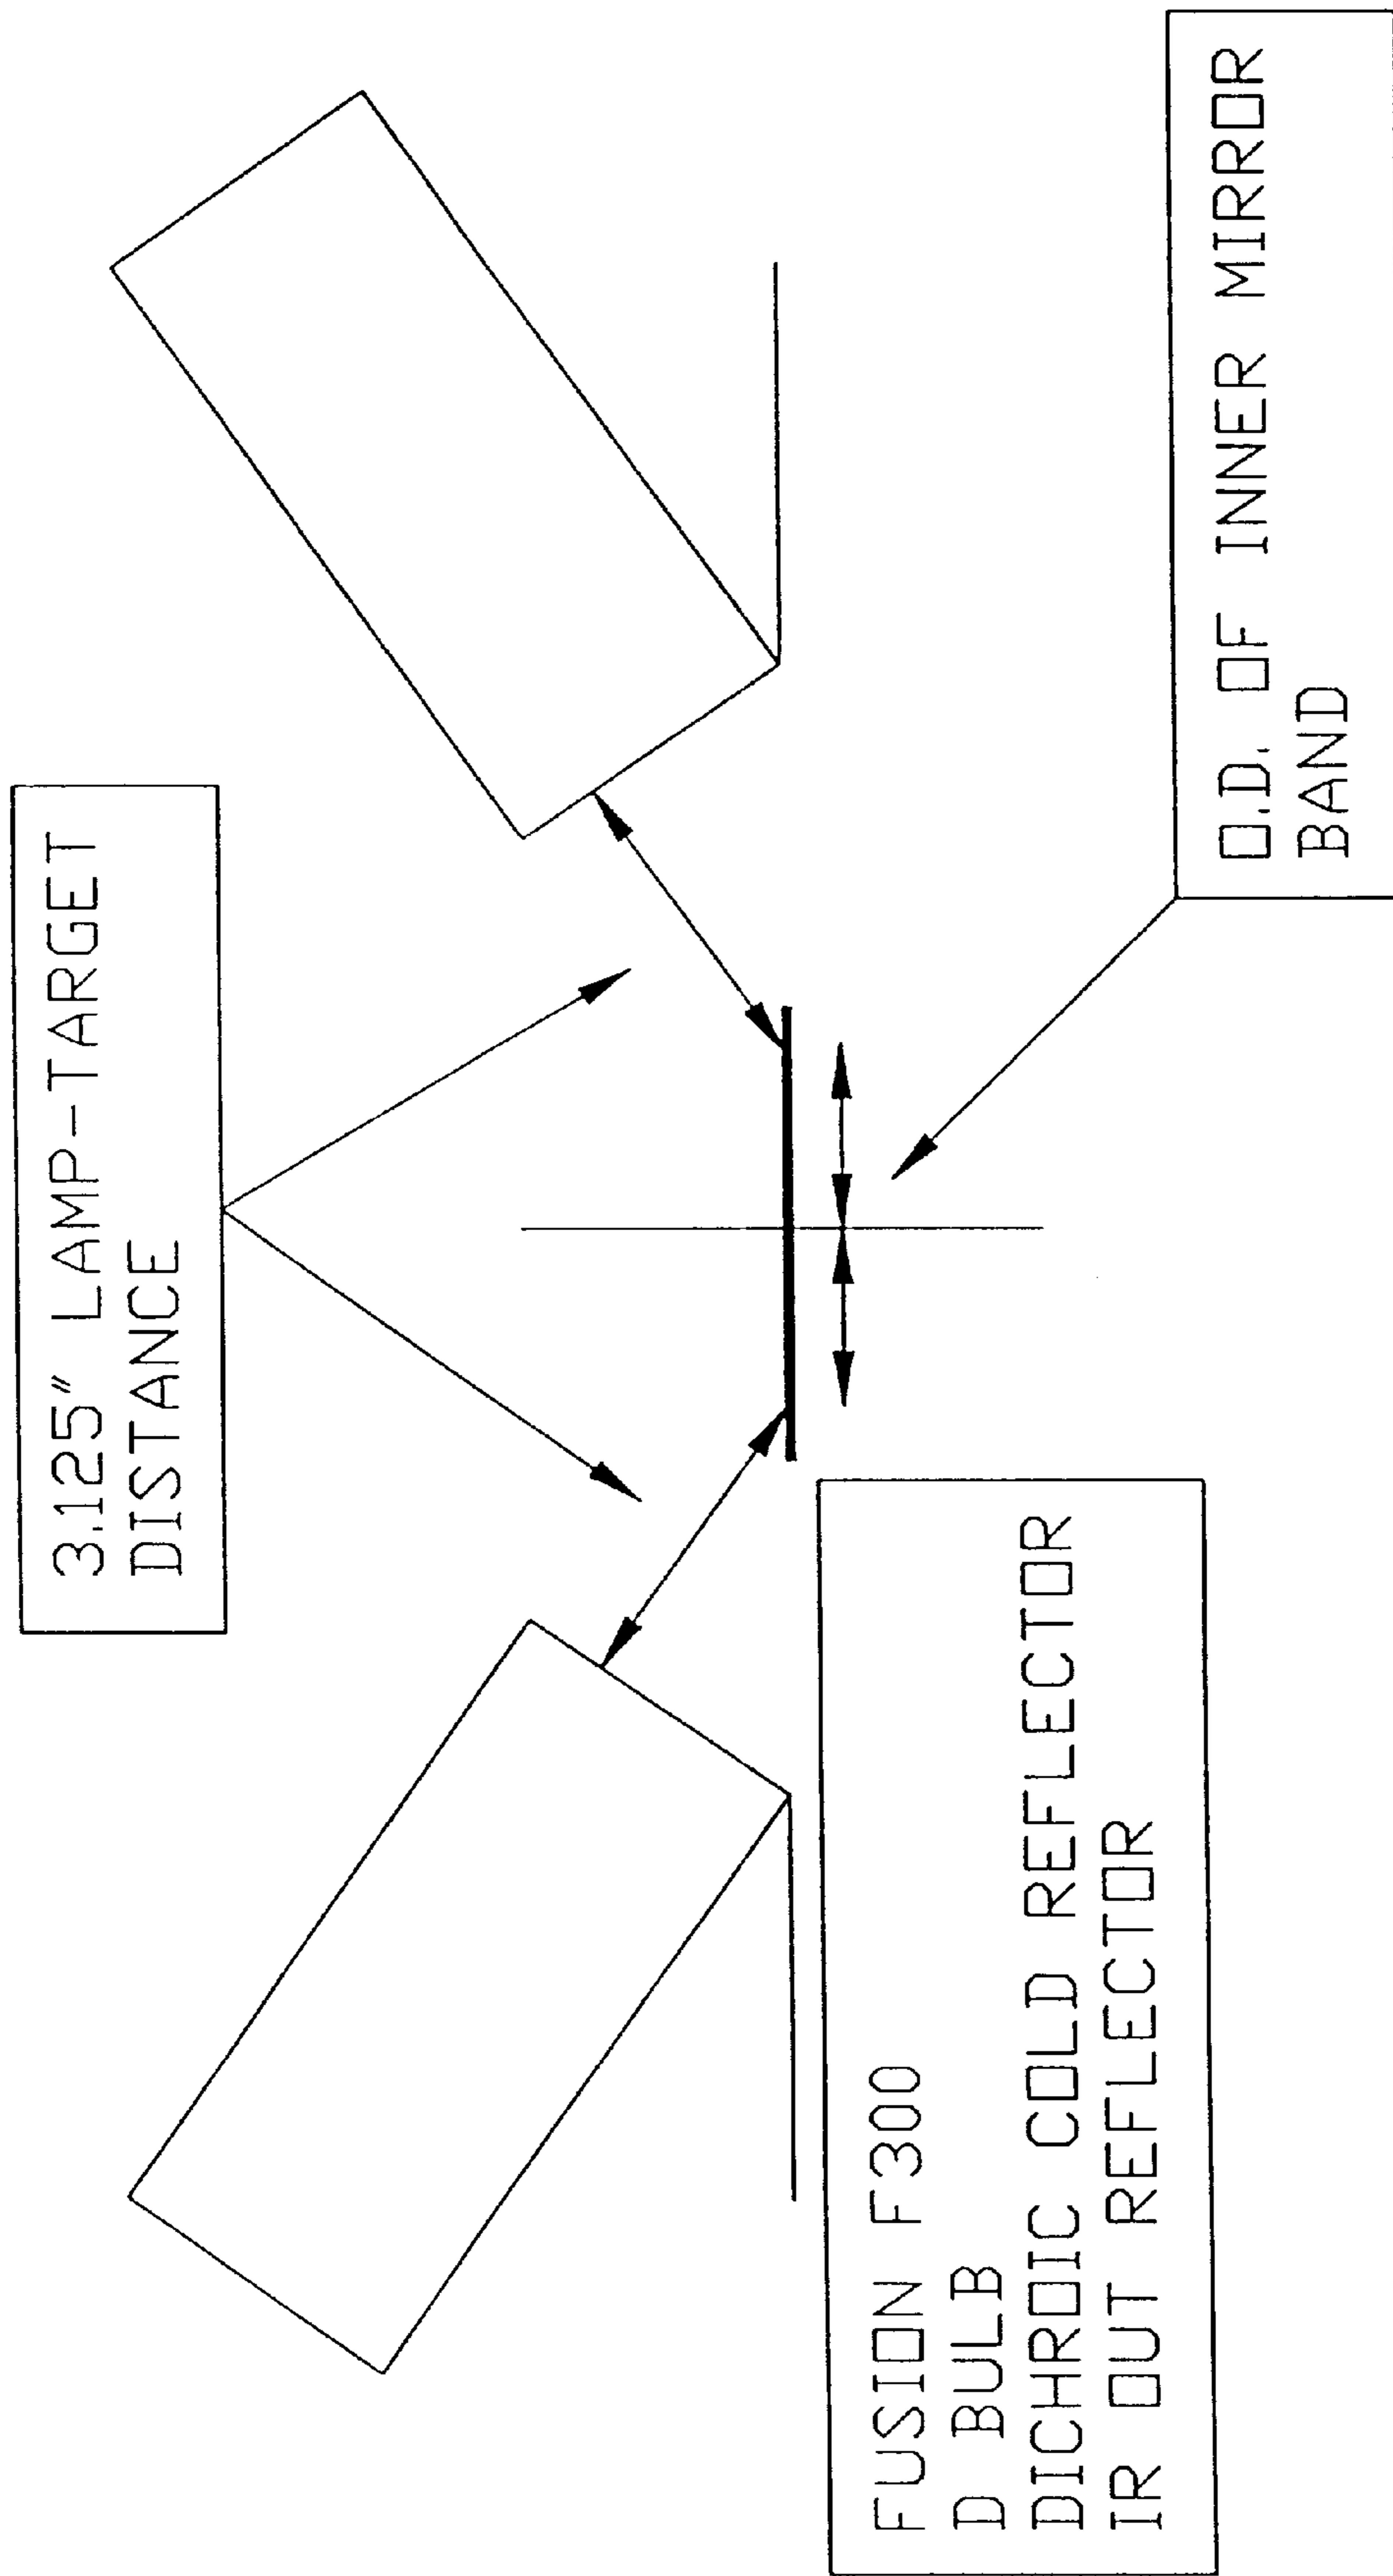 3.125" LAMP-TARGET
DISTANCE
FUSION F300
D BULB
DICHROIC COLD REFLECTOR
IR OUT REFLECTOR
O.D. OF INNER MIRROR
BAND